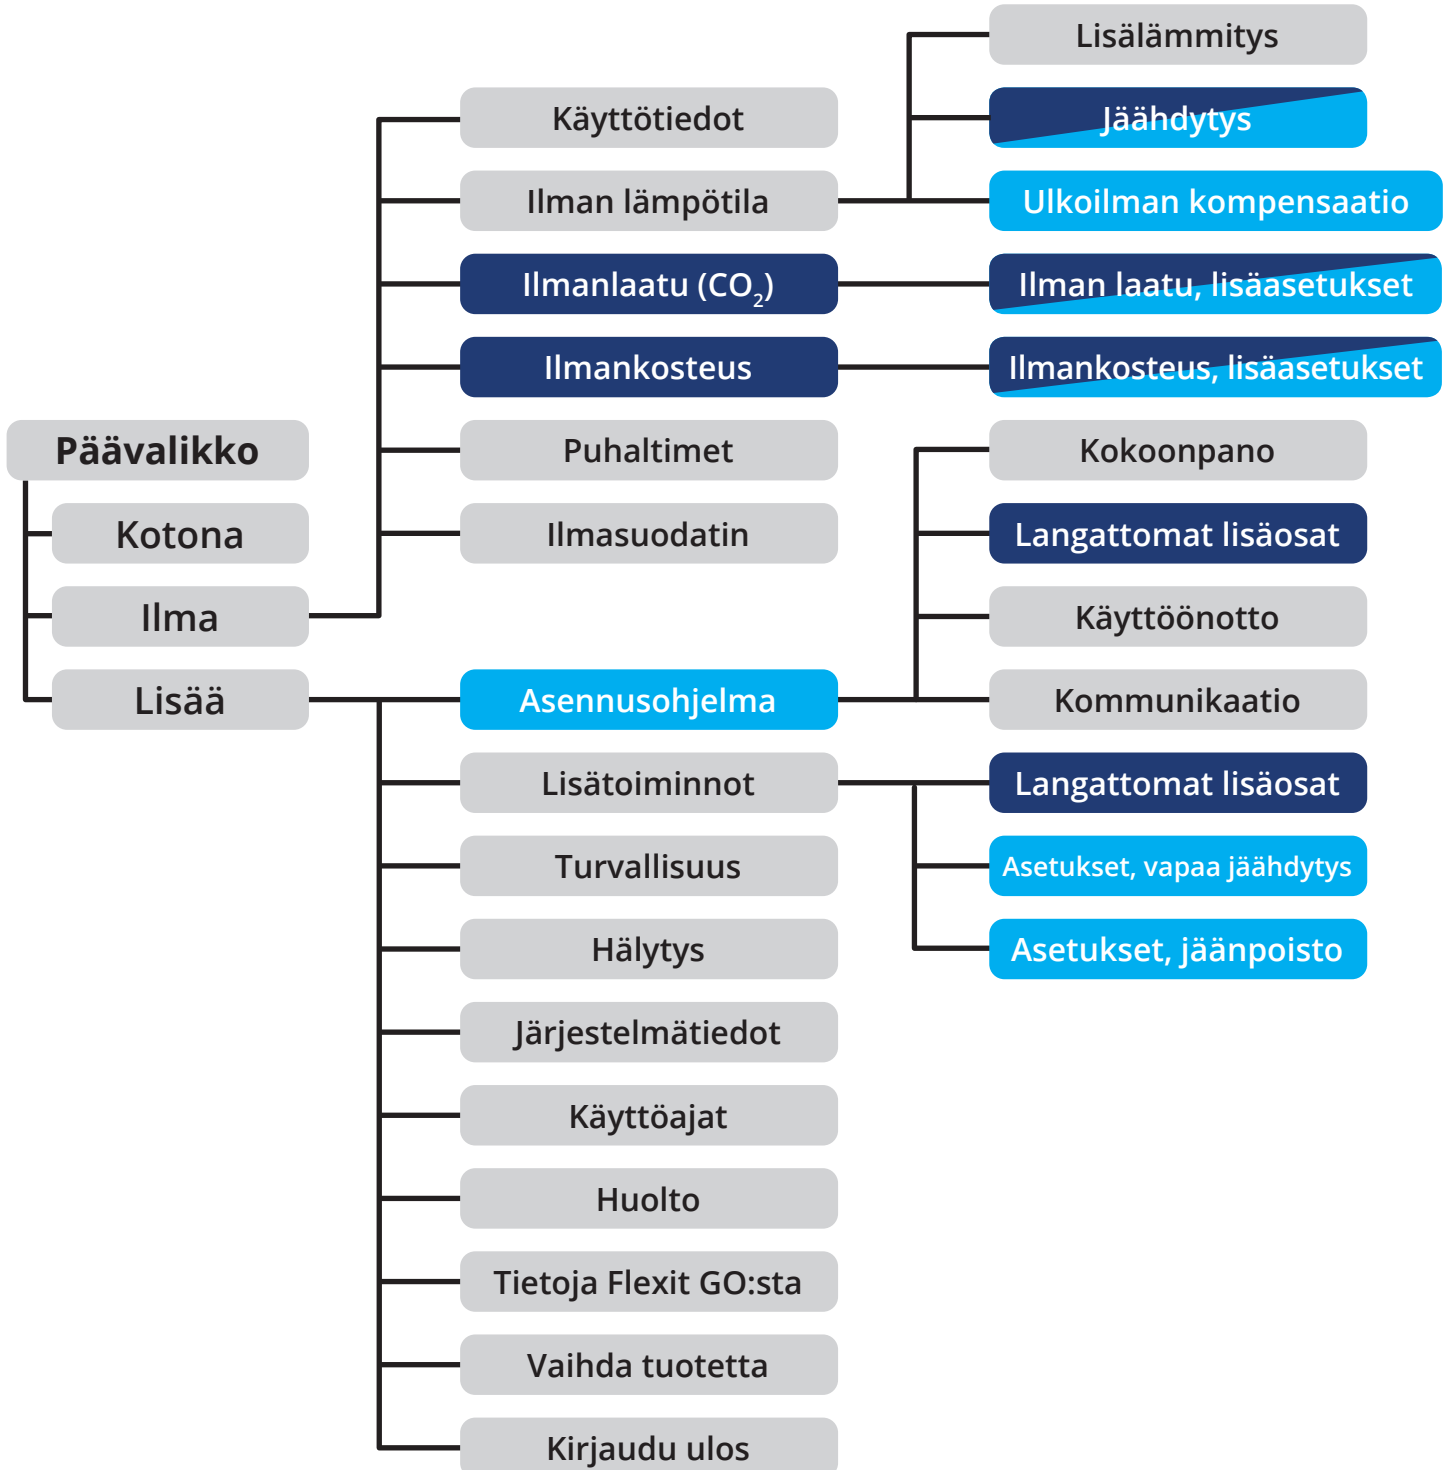 Päävalikko
Kotona
Ilma
Lisää
Käyttötiedot
Ilman lämpötila
Ilmanlaatu (CO₂)
Ilmankosteus
Puhaltimet
Ilmasuodatin
Asennusohjelma
Lisätoiminnot
Turvallisuus
Hälytys
Järjestelmätiedot
Käyttöajat
Huolto
Tietoja Flexit GO:sta
Vaihda tuotetta
Kirjaudu ulos
Lisälämmitys
Jäähdytys
Ulkoilman kompensaatio
Ilman laatu, lisäasetukset
Ilmankosteus, lisäasetukset
Kokoonpano
Langattomat lisäosat
Käyttöönotto
Kommunikaatio
Langattomat lisäosat
Asetukset, vapaa jäähdytys
Asetukset, jäänpoisto